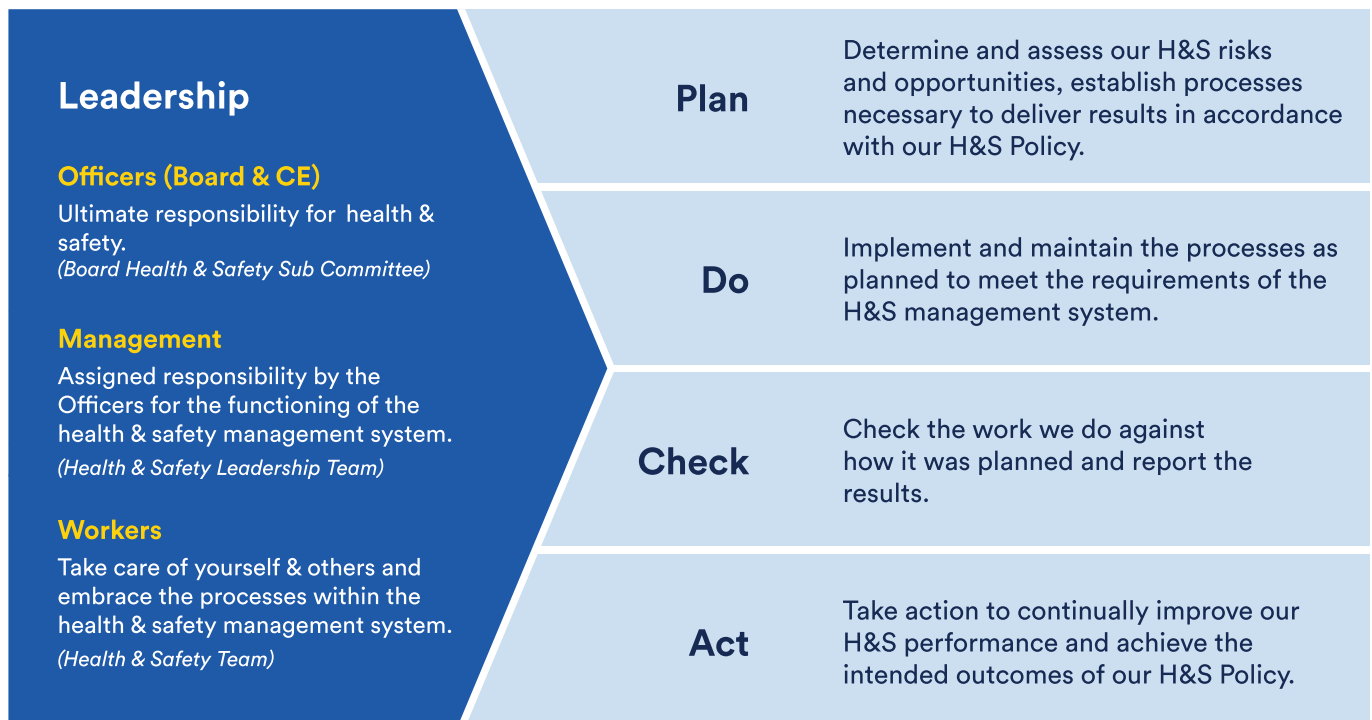 Leadership
Officers (Board & CE)
Ultimate responsibility for health &
safety.
(Board Health & Safety Sub Committee)
Management
Assigned responsibility by the
Officers for the functioning of the
health & safety management system.
(Health & Safety Leadership Team)
Workers
Take care of yourself & others and
embrace the processes within the
health & safety management system.
(Health & Safety Team)
Plan
Determine and assess our H&S risks
and opportunities, establish processes
necessary to deliver results in accordance
with our H&S Policy.
Do
Implement and maintain the processes as
planned to meet the requirements of the
H&S management system.
Check
Check the work we do against
how it was planned and report the
results.
Act
Take action to continually improve our
H&S performance and achieve the
intended outcomes of our H&S Policy.